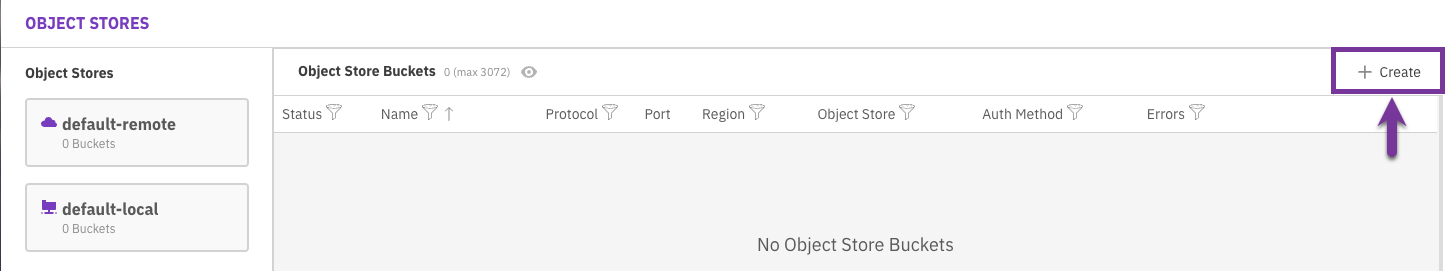 OBJECT STORES
Object Stores
default-remote
0 Buckets
default-local
0 Buckets
Object Store Buckets 0 (max 3072)
+ Create
Status Name Protocol Port Region Object Store Auth Method Errors
No Object Store Buckets